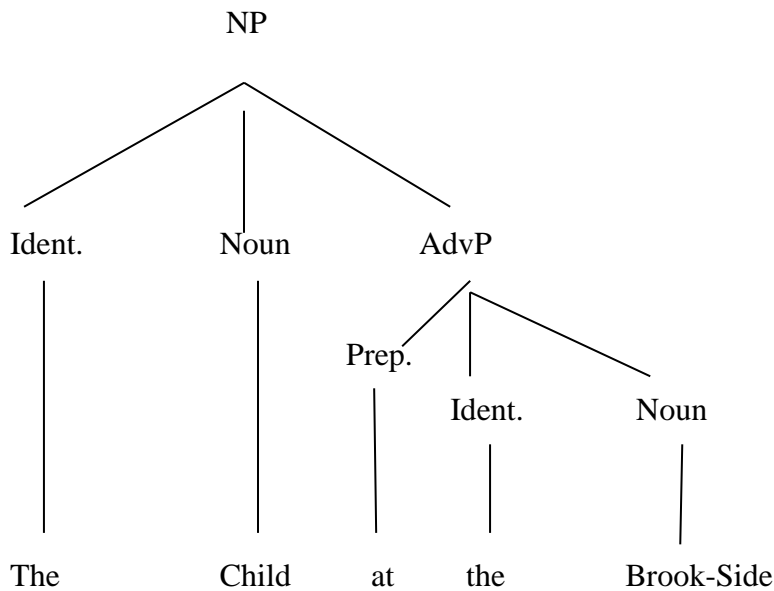 NP
Ident. Noun AdvP
Prep.
Ident. Noun
The Child at the Brook-Side